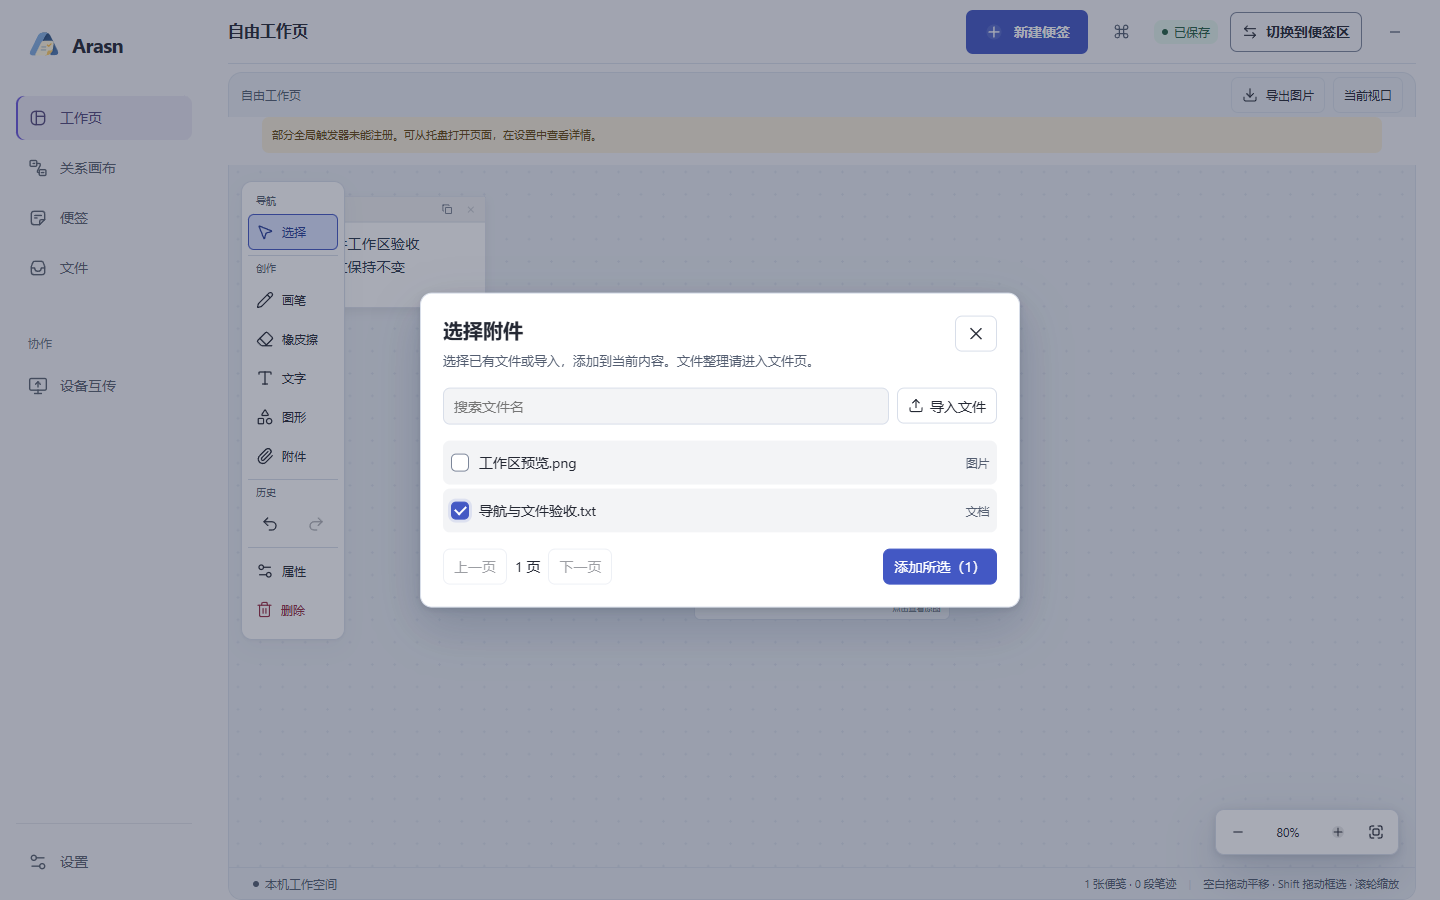 Arasn
自由工作页
新建便签
已保存
切换到便签区
工作页
关系画布
便签
文件
协作
设备互传
设置
自由工作页
导出图片
当前视口
部分全局触发器未能注册。可从托盘打开页面，在设置中查看详情。
导航
选择
创作
画笔
橡皮擦
文字
图形
附件
历史
属性
删除
工作区验收
保持不变
选择附件
选择已有文件或导入，添加到当前内容。文件整理请进入文件页。
搜索文件名
导入文件
工作区预览.png
图片
导航与文件验收.txt
文档
上一页
1 页
下一页
添加所选（1）
80%
本机工作空间
1 张便笺 · 0 段笔迹
空白拖动平移 · Shift 拖动框选 · 滚轮缩放